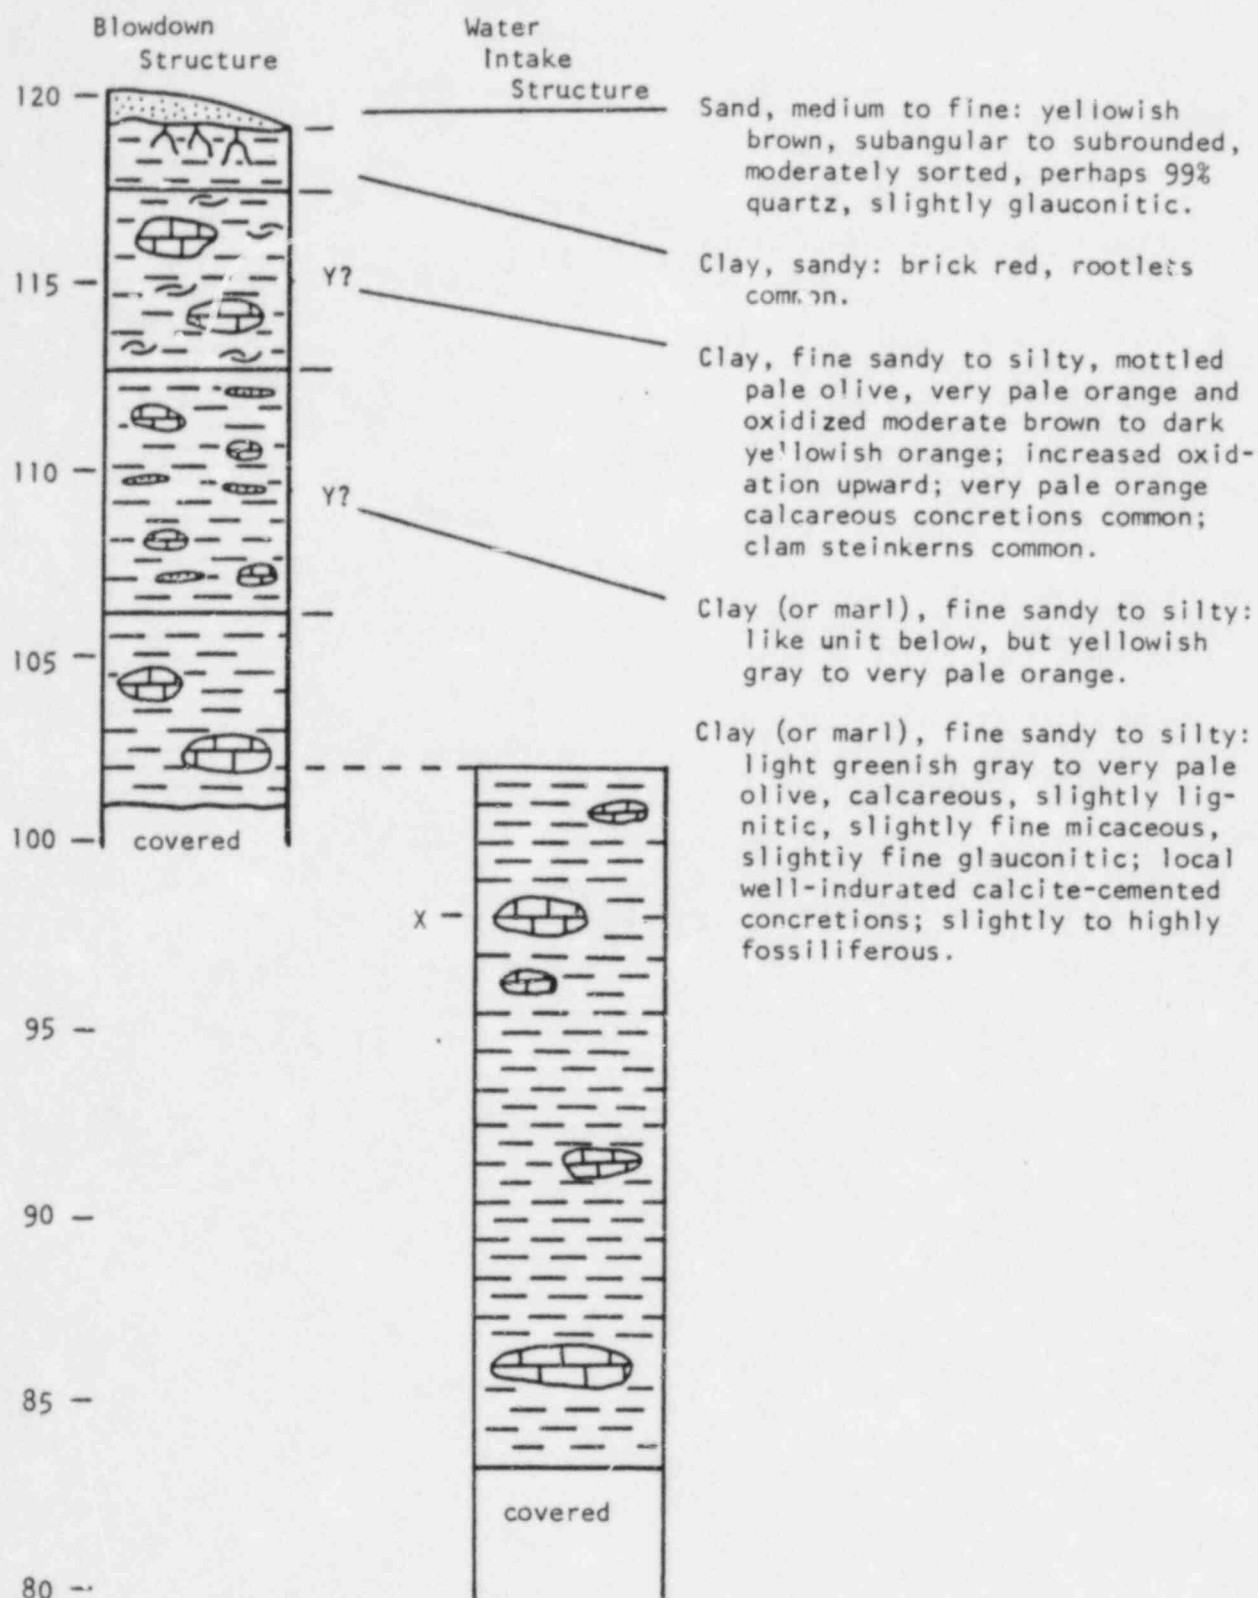 Blowdown
Structure
Water
Intake
Structure
120
115
110
105
100
95
90
85
80
Y?
Y?
X
covered
covered
Sand, medium to fine: yellowish
brown, subangular to subrounded,
moderately sorted, perhaps 99%
quartz, slightly glauconitic.
Clay, sandy: brick red, rootlets
common.
Clay, fine sandy to silty, mottled
pale olive, very pale orange and
oxidized moderate brown to dark
yellowish orange; increased oxid-
ation upward; very pale orange
calcareous concretions common;
clam steinkerns common.
Clay (or marl), fine sandy to silty:
like unit below, but yellowish
gray to very pale orange.
Clay (or marl), fine sandy to silty:
light greenish gray to very pale
olive, calcareous, slightly lig-
nitic, slightly fine micaceous,
slightly fine glauconitic; local
well-indurated calcite-cemented
concretions; slightly to highly
fossiliferous.